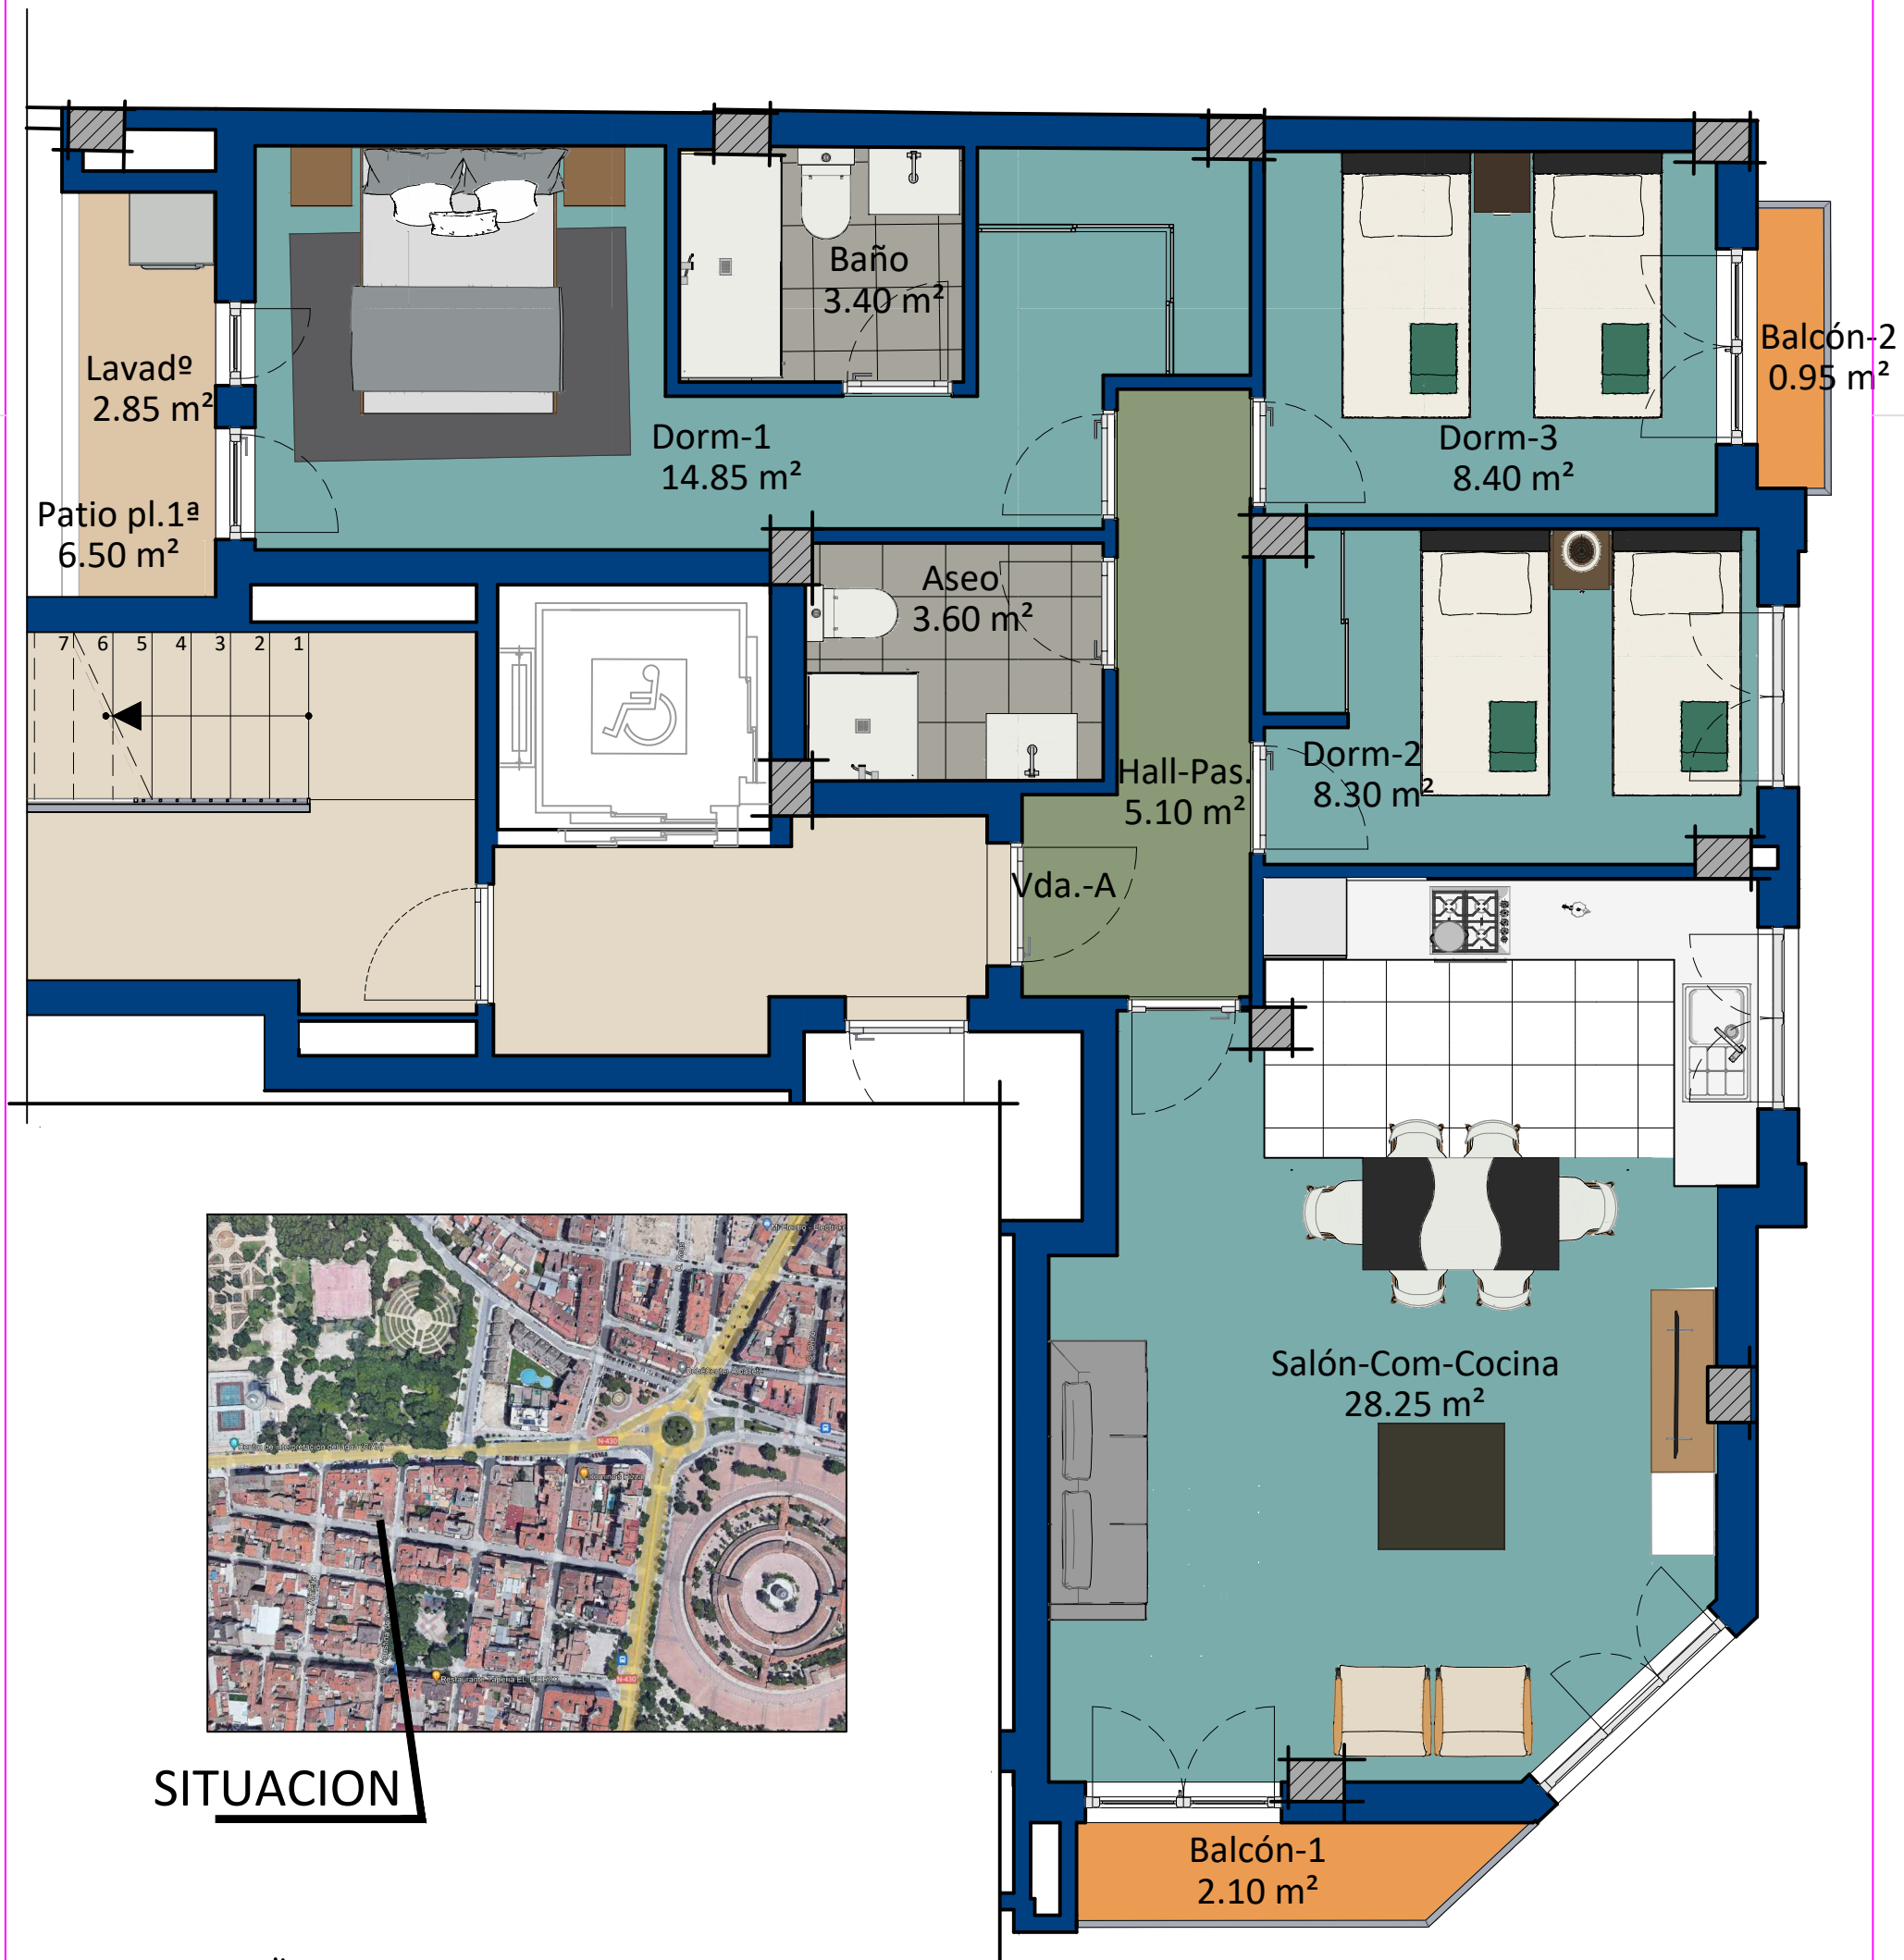 Baño
3.40 m²
Lavadº
2.85 m²
Balcón-2
0.95 m²
Dorm-1
14.85 m²
Dorm-3
8.40 m²
Patio pl.1ª
6.50 m²
Aseo
3.60 m²
7 6 5 4 3 2 1
Dorm-2
8.30 m²
Hall-Pas.
5.10 m²
Vda.-A
Salón-Com-Cocina
28.25 m²
N-430
N-430
SITUACION
Balcón-1
2.10 m²